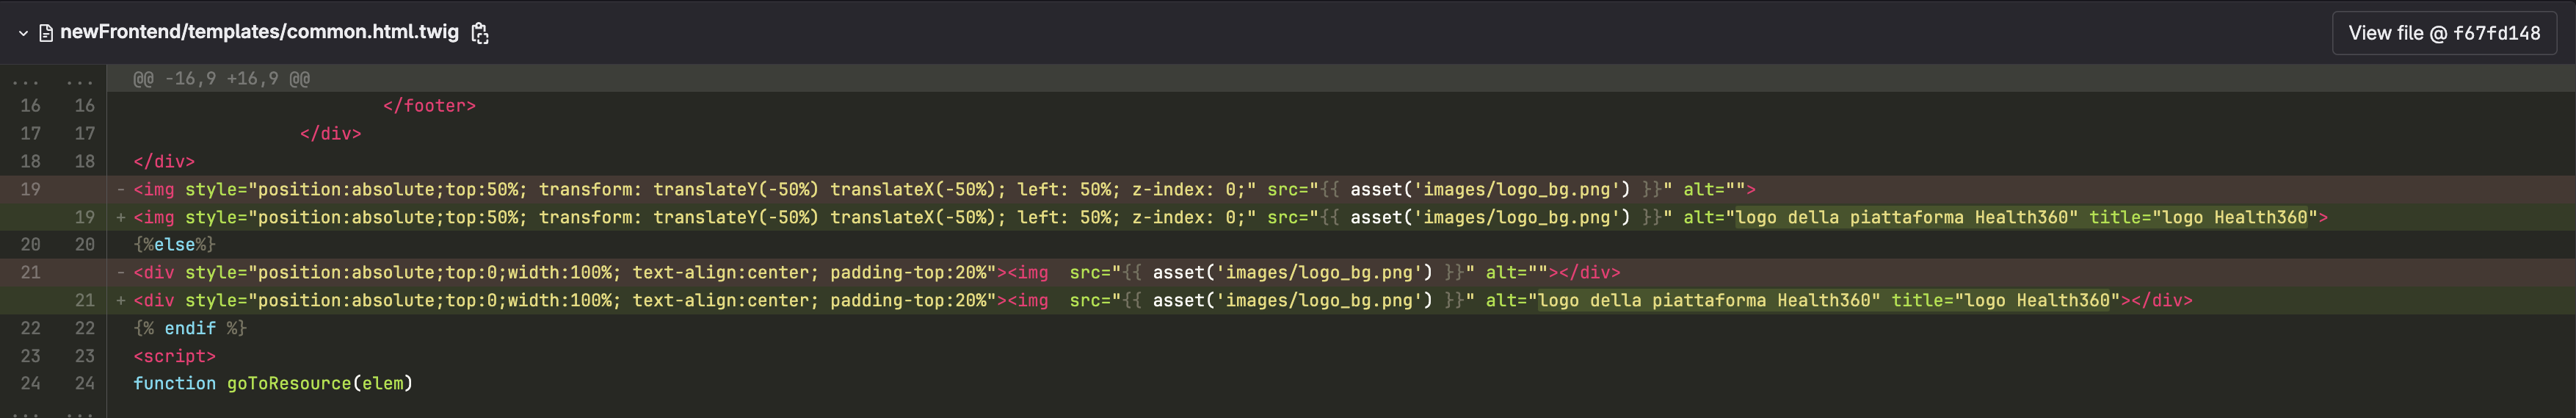 newFrontend/templates/common.html.twig View file @ f67fd148
... ... @@ -16,9 +16,9 @@
16 16 </footer>
17 17 </div>
18 18 </div>
19 - <img style="position:absolute;top:50%; transform: translateY(-50%) translateX(-50%); left: 50%; z-index: 0;" src="{{ asset('images/logo_bg.png') }}" alt="">
19 + <img style="position:absolute;top:50%; transform: translateY(-50%) translateX(-50%); left: 50%; z-index: 0;" src="{{ asset('images/logo_bg.png') }}" alt="logo della piattaforma Health360" title="logo Health360">
20 20 {%else%}
21 - <div style="position:absolute;top:0;width:100%; text-align:center; padding-top:20%"><img  src="{{ asset('images/logo_bg.png') }}" alt=""></div>
21 + <div style="position:absolute;top:0;width:100%; text-align:center; padding-top:20%"><img  src="{{ asset('images/logo_bg.png') }}" alt="logo della piattaforma Health360" title="logo Health360"></div>
22 22 {% endif %}
23 23 <script>
24 24 function goToResource(elem)
... ...